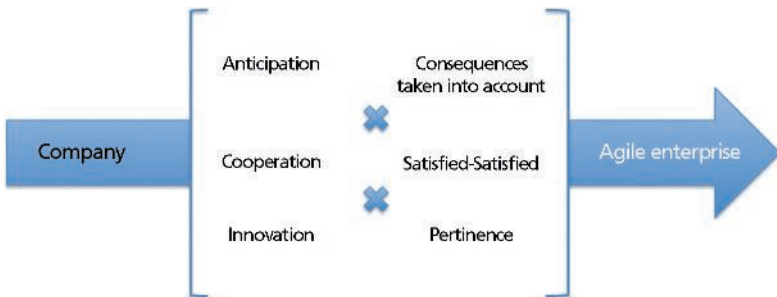 Anticipation
Consequences
taken into account
Company
Cooperation
Satisfied-Satisfied
Agile enterprise
Innovation
Pertinence